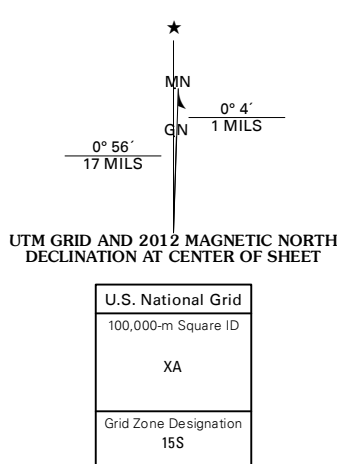 ★
MN
GN
0° 4´
1 MILS
0° 56´
17 MILS
UTM GRID AND 2012 MAGNETIC NORTH
DECLINATION AT CENTER OF SHEET
U.S. National Grid
100,000-m Square ID
XA
Grid Zone Designation
15S